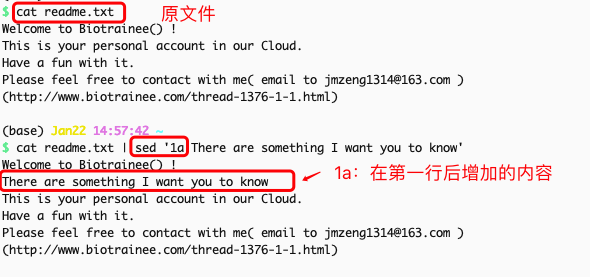 $ cat readme.txt 原文件
Welcome to Biotrainee() !
This is your personal account in our Cloud.
Have a fun with it.
Please feel free to contact with me( email to jmzeng1314@163.com )
(http://www.biotrainee.com/thread-1376-1-1.html)
(base) Jan22 14:57:42 ~
$ cat readme.txt | sed '1a There are something I want you to know'
Welcome to Biotrainee() !
There are something I want you to know 1a：在第一行后增加的内容
This is your personal account in our Cloud.
Have a fun with it.
Please feel free to contact with me( email to jmzeng1314@163.com )
(http://www.biotrainee.com/thread-1376-1-1.html)